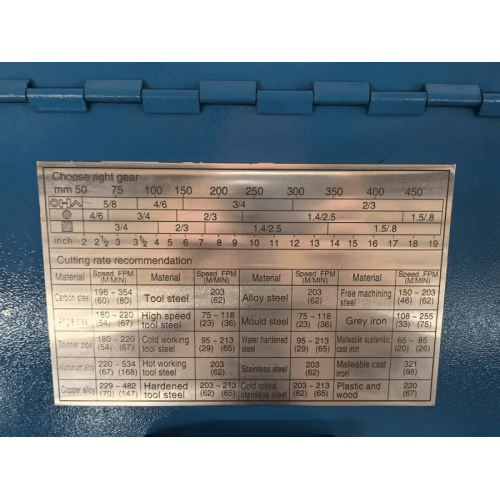 Choose right gear
mm 50 75 100 150 200 250 300 350 400 450
5/8 4/6 3/4 2/3
4/6 3/4 2/3 1.4/2.5 1.5/.8
3/4 2/3 1.4/2.5 1.5/.8
inch 2 2½ 3 3½ 4 5 6 7 8 9 10 11 12 13 14 15 16 17 18 19
Cutting rate recommendation
Material Speed FPM (M/MIN) Material Speed FPM (M/MIN) Material Speed FPM (M/MIN) Material Speed FPM (M/MIN)
Carbon steel 196 ~ 354 (60) (80) Tool steel 203 (62) Alloy steel 203 (62) Free machining steel 150 ~ 203 (46) (62)
180 ~ 220 (54) (67) High speed tool steel 75 ~ 118 (23) (36) Mould steel 75 ~ 118 (23) (36) Grey iron 108 ~ 255 (33) (75)
Thinner pipe 180 ~ 220 (54) (67) Cold working tool steel 95 ~ 213 (29) (65) Water hardened steel 95 ~ 213 (29) (65) Malleable austenitic cast iron 65 ~ 85 (20) (26)
Aluminum alloy 220 ~ 534 (67) (168) Hot working tool steel 203 (62) Stainless steel 203 (62) Malleable cast iron 321 (98)
Copper alloy 229 ~ 482 (70) (147) Hardened tool steel 203 ~ 213 (62) (65) Cold rolled stainless steel 203 ~ 213 (62) (65) Plastic and wood 220 (67)